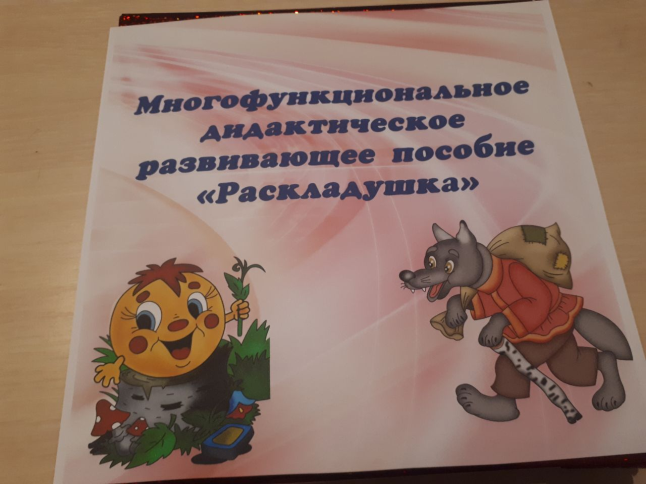 Многофункциональное
дидактическое
развивающее пособие
«Раскладушка»